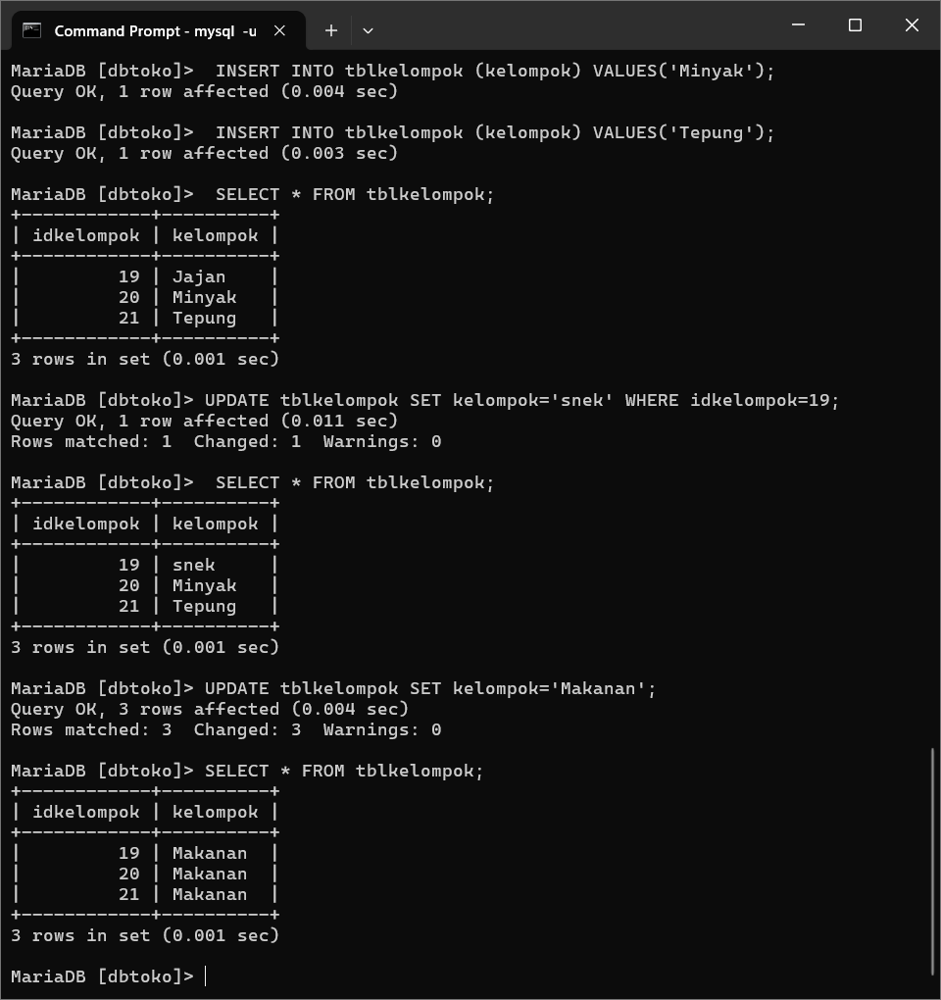 Command Prompt - mysql  -u
MariaDB [dbtoko]>  INSERT INTO tblkelompok (kelompok) VALUES('Minyak');
Query OK, 1 row affected (0.004 sec)

MariaDB [dbtoko]>  INSERT INTO tblkelompok (kelompok) VALUES('Tepung');
Query OK, 1 row affected (0.003 sec)

MariaDB [dbtoko]>  SELECT * FROM tblkelompok;
+------------+----------+
| idkelompok | kelompok |
+------------+----------+
|         19 | Jajan    |
|         20 | Minyak   |
|         21 | Tepung   |
+------------+----------+
3 rows in set (0.001 sec)

MariaDB [dbtoko]> UPDATE tblkelompok SET kelompok='snek' WHERE idkelompok=19;
Query OK, 1 row affected (0.011 sec)
Rows matched: 1  Changed: 1  Warnings: 0

MariaDB [dbtoko]>  SELECT * FROM tblkelompok;
+------------+----------+
| idkelompok | kelompok |
+------------+----------+
|         19 | snek     |
|         20 | Minyak   |
|         21 | Tepung   |
+------------+----------+
3 rows in set (0.001 sec)

MariaDB [dbtoko]> UPDATE tblkelompok SET kelompok='Makanan';
Query OK, 3 rows affected (0.004 sec)
Rows matched: 3  Changed: 3  Warnings: 0

MariaDB [dbtoko]> SELECT * FROM tblkelompok;
+------------+----------+
| idkelompok | kelompok |
+------------+----------+
|         19 | Makanan  |
|         20 | Makanan  |
|         21 | Makanan  |
+------------+----------+
3 rows in set (0.001 sec)

MariaDB [dbtoko]>